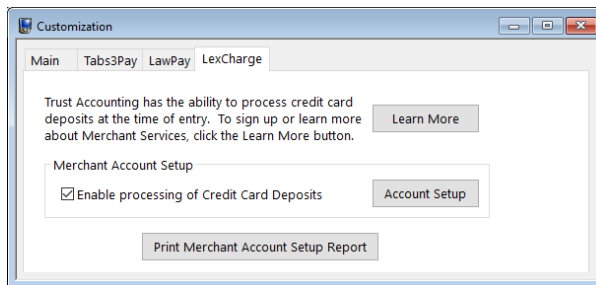 Customization
Main Tabs3Pay LawPay LexCharge
Trust Accounting has the ability to process credit card
deposits at the time of entry. To sign up or learn more
about Merchant Services, click the Learn More button.
Learn More
Merchant Account Setup
Enable processing of Credit Card Deposits
Account Setup
Print Merchant Account Setup Report